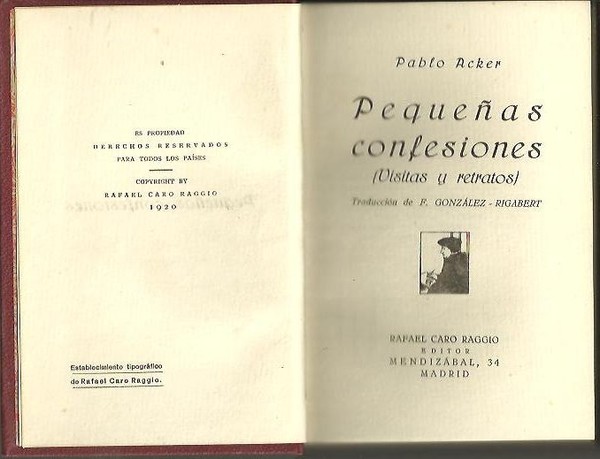 ES PROPIEDAD
DERECHOS RESERVADOS
PARA TODOS LOS PAÍSES
COPYRIGHT BY
RAFAEL CARO RAGGIO
1920
Establecimiento tipográfico
de Rafael Caro Raggio.
Pablo Acker
Pequeñas
confesiones
(Visitas y retratos)
Traducción de F. GONZÁLEZ - RIGABERT
RAFAEL CARO RAGGIO
EDITOR
MENDIZÁBAL, 34
MADRID